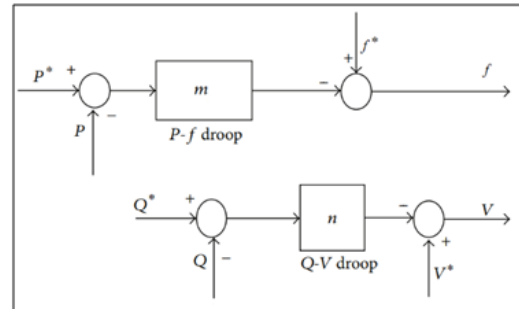 f*
P* + + f
m
− −
P P-f droop
Q* + − V
n
Q − +
Q-V droop
V*